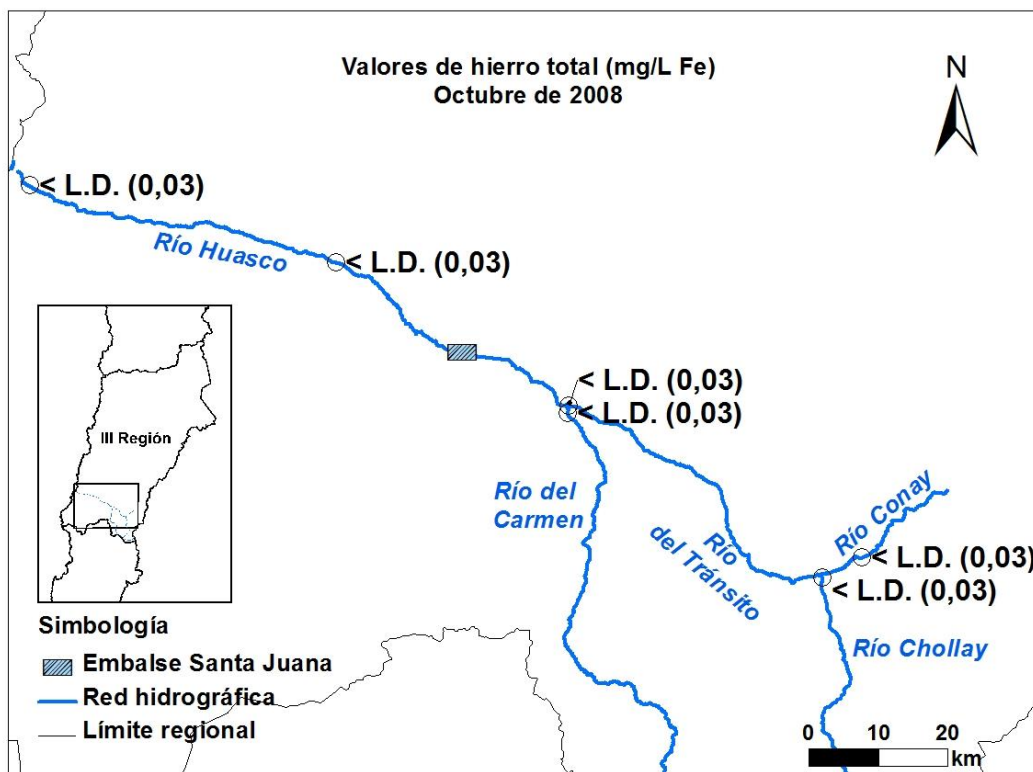 Valores de hierro total (mg/L Fe)
Octubre de 2008
N
< L.D. (0,03)
Río Huasco
< L.D. (0,03)
< L.D. (0,03)
< L.D. (0,03)
Río del
Carmen
Río
del Tránsito
Río Conay
< L.D. (0,03)
< L.D. (0,03)
Río Chollay
III Región
Simbología
Embalse Santa Juana
Red hidrográfica
Límite regional
0 10 20
km